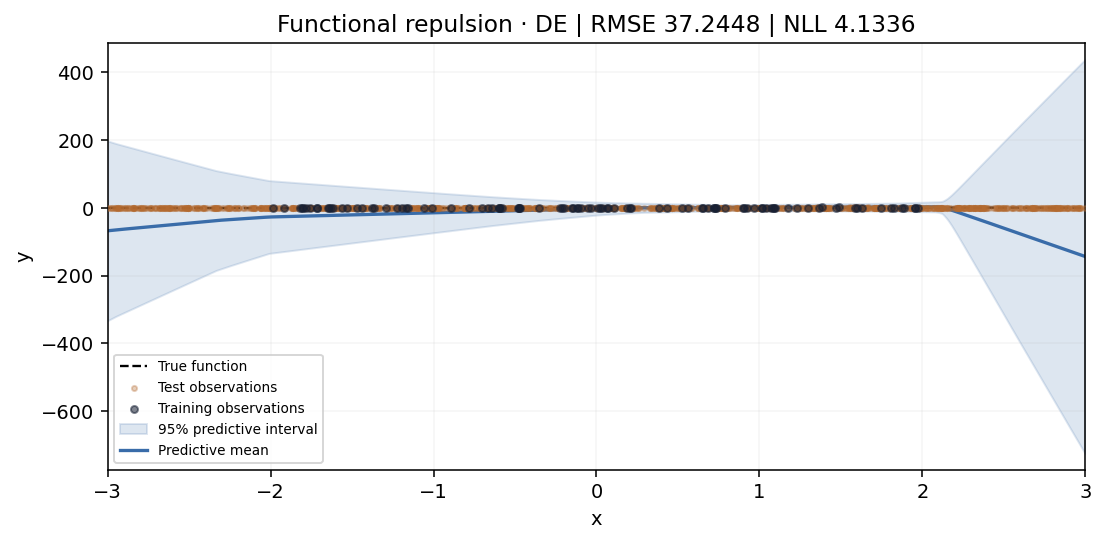 Functional repulsion · DE | RMSE 37.2448 | NLL 4.1336
400
200
0
−200
−400
−600
y
True function
Test observations
Training observations
95% predictive interval
Predictive mean
−3
−2
−1
0
1
2
3
x